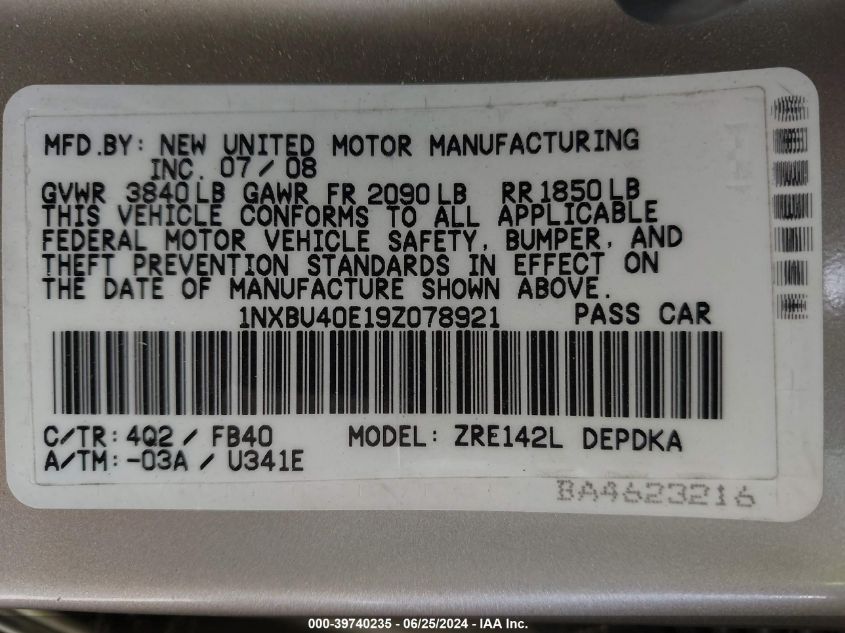 MFD.BY: NEW UNITED MOTOR MANUFACTURING
INC. 07/08
GVWR 3840LB GAWR FR 2090LB RR1850LB
THIS VEHICLE CONFORMS TO ALL APPLICABLE
FEDERAL MOTOR VEHICLE SAFETY, BUMPER, AND
THEFT PREVENTION STANDARDS IN EFFECT ON
THE DATE OF MANUFACTURE SHOWN ABOVE.
1NXBU40E19Z078921 PASS CAR
C/TR: 4Q2 / FB40 MODEL: ZRE142L DEPDKA
A/TM: -03A / U341E
BA4623216
000-39740235 - 06/25/2024 - IAA Inc.